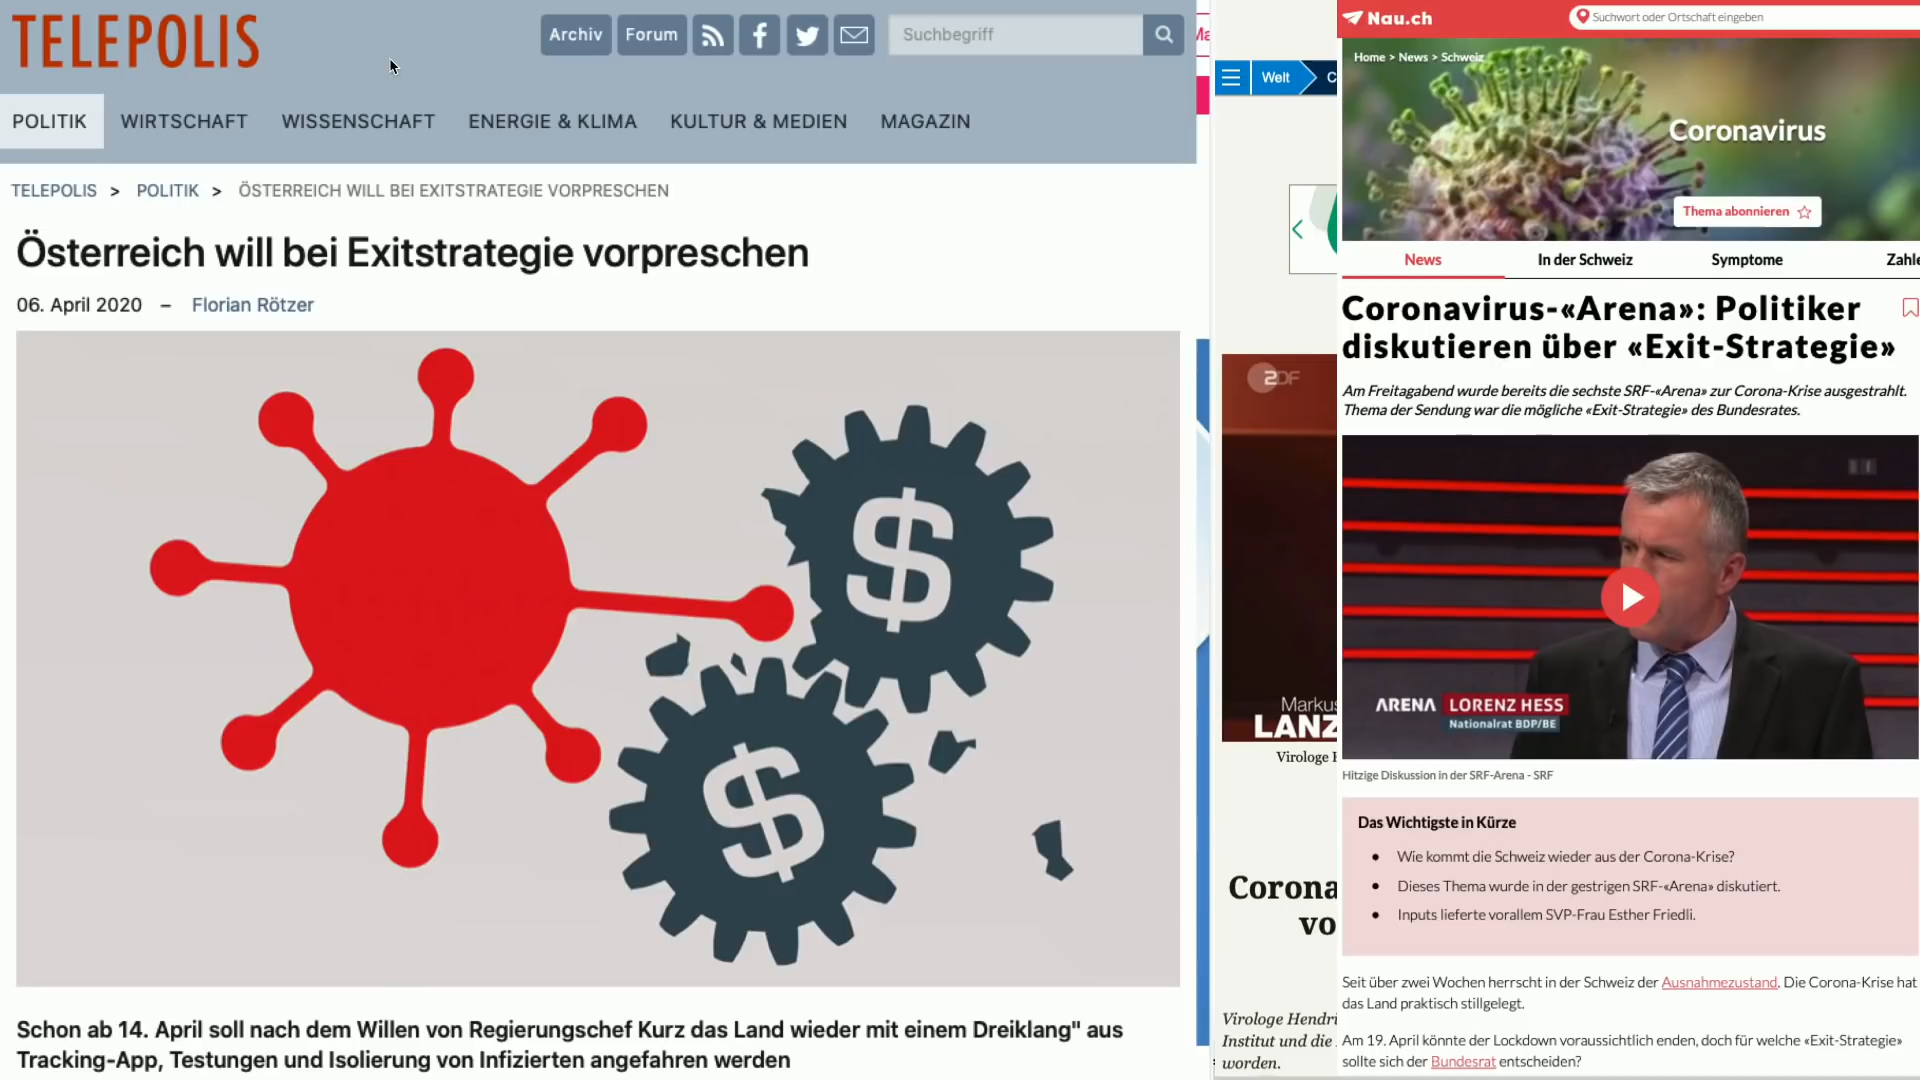 TELEPOLIS
Archiv
Forum
Suchbegriff
POLITIK
WIRTSCHAFT
WISSENSCHAFT
ENERGIE & KLIMA
KULTUR & MEDIEN
MAGAZIN
TELEPOLIS > POLITIK > ÖSTERREICH WILL BEI EXITSTRATEGIE VORPRESCHEN
Österreich will bei Exitstrategie vorpreschen
06. April 2020 – Florian Rötzer
$
$
Schon ab 14. April soll nach dem Willen von Regierungschef Kurz das Land wieder mit einem Dreiklang" aus
Tracking-App, Testungen und Isolierung von Infizierten angefahren werden
Ma
Welt
C
ZDF
Markus
LANZ
Virologe H
Corona
vo
Virologe Hendri
Institut und die
worden.
Nau.ch
Suchwort oder Ortschaft eingeben
Home > News > Schweiz
Coronavirus
Thema abonnieren
News
In der Schweiz
Symptome
Zahle
Coronavirus-«Arena»: Politiker
diskutieren über «Exit-Strategie»
Am Freitagabend wurde bereits die sechste SRF-«Arena» zur Corona-Krise ausgestrahlt.
Thema der Sendung war die mögliche «Exit-Strategie» des Bundesrates.
ARENA LORENZ HESS
Nationalrat BDP/BE
Hitzige Diskussion in der SRF-Arena - SRF
Das Wichtigste in Kürze
• Wie kommt die Schweiz wieder aus der Corona-Krise?
• Dieses Thema wurde in der gestrigen SRF-«Arena» diskutiert.
• Inputs lieferte vorallem SVP-Frau Esther Friedli.
Seit über zwei Wochen herrscht in der Schweiz der Ausnahmezustand. Die Corona-Krise hat
das Land praktisch stillgelegt.
Am 19. April könnte der Lockdown voraussichtlich enden, doch für welche «Exit-Strategie»
sollte sich der Bundesrat entscheiden?